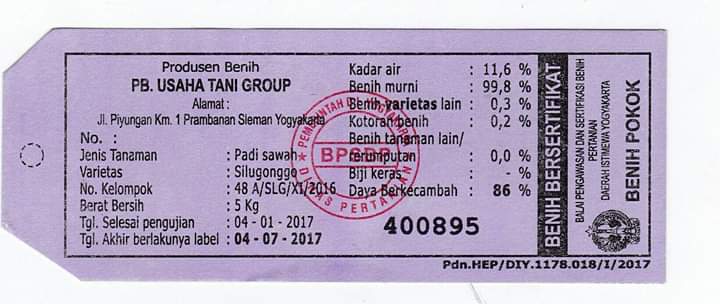 Produsen Benih
PB. USAHA TANI GROUP
Alamat :
Jl. Piyungan Km. 1 Prambanan Sleman Yogyakarta
No. :
Jenis Tanaman : Padi sawah
Varietas : Silugonggo
No. Kelompok : 48 A/SLG/XI/2016
Berat Bersih : 5 Kg
Tgl. Selesai pengujian : 04 -01 - 2017
Tgl. Akhir berlakunya label : 04 -07 - 2017
Kadar air : 11,6 %
Benih murni : 99,8 %
Benih varietas lain : 0,3 %
Kotoran benih : 0,2 %
Benih tanaman lain/
rerumputan : 0,0 %
Biji keras : - %
Daya Berkecambah : 86 %
400895
PEMERINTAH DIY YOGYAKARTA
BPSBP
DINAS PERTANIAN
BENIH BERSERTIFIKAT
BALAI PENGAWASAN DAN SERTIFIKASI BENIH
PERTANIAN
DAERAH ISTIMEWA YOGYAKARTA
BENIH POKOK
Pdn.HEP/DIY.1178.018/I/2017